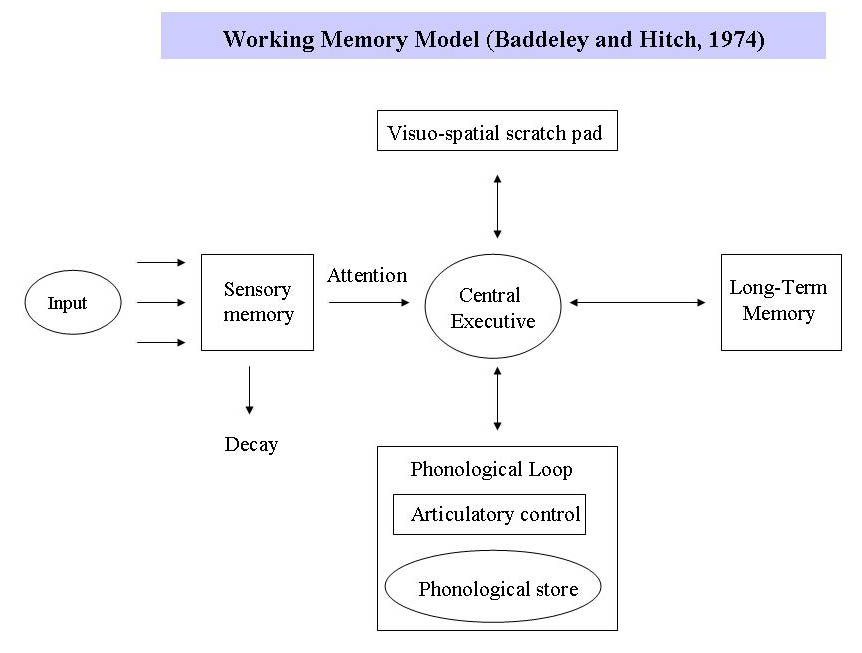 Working Memory Model (Baddeley and Hitch, 1974)
Visuo-spatial scratch pad
Input
Sensory
memory
Attention
Central
Executive
Long-Term
Memory
Decay
Phonological Loop
Articulatory control
Phonological store